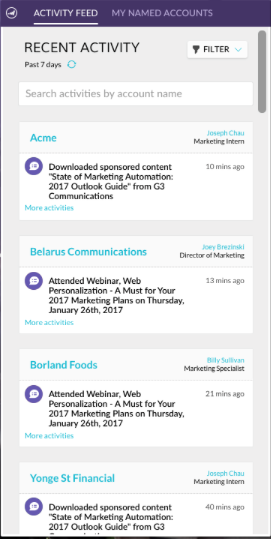 ACTIVITY FEED MY NAMED ACCOUNTS
RECENT ACTIVITY
FILTER
Past 7 days
Search activities by account name
Acme
Joseph Chau
Marketing Intern
Downloaded sponsored content
"State of Marketing Automation:
2017 Outlook Guide" from G3
Communications
10 mins ago
More activities
Belarus Communications
Joey Brezinski
Director of Marketing
Attended Webinar, Web
Personalization - A Must for Your
2017 Marketing Plans on Thursday,
January 26th, 2017
13 mins ago
More activities
Borland Foods
Billy Sullivan
Marketing Specialist
Attended Webinar, Web
Personalization - A Must for Your
2017 Marketing Plans on Thursday,
January 26th, 2017
21 mins ago
More activities
Yonge St Financial
Joseph Chau
Marketing Intern
Downloaded sponsored content
"State of Marketing Automation:
2017 Outlook Guide" from G3
40 mins ago